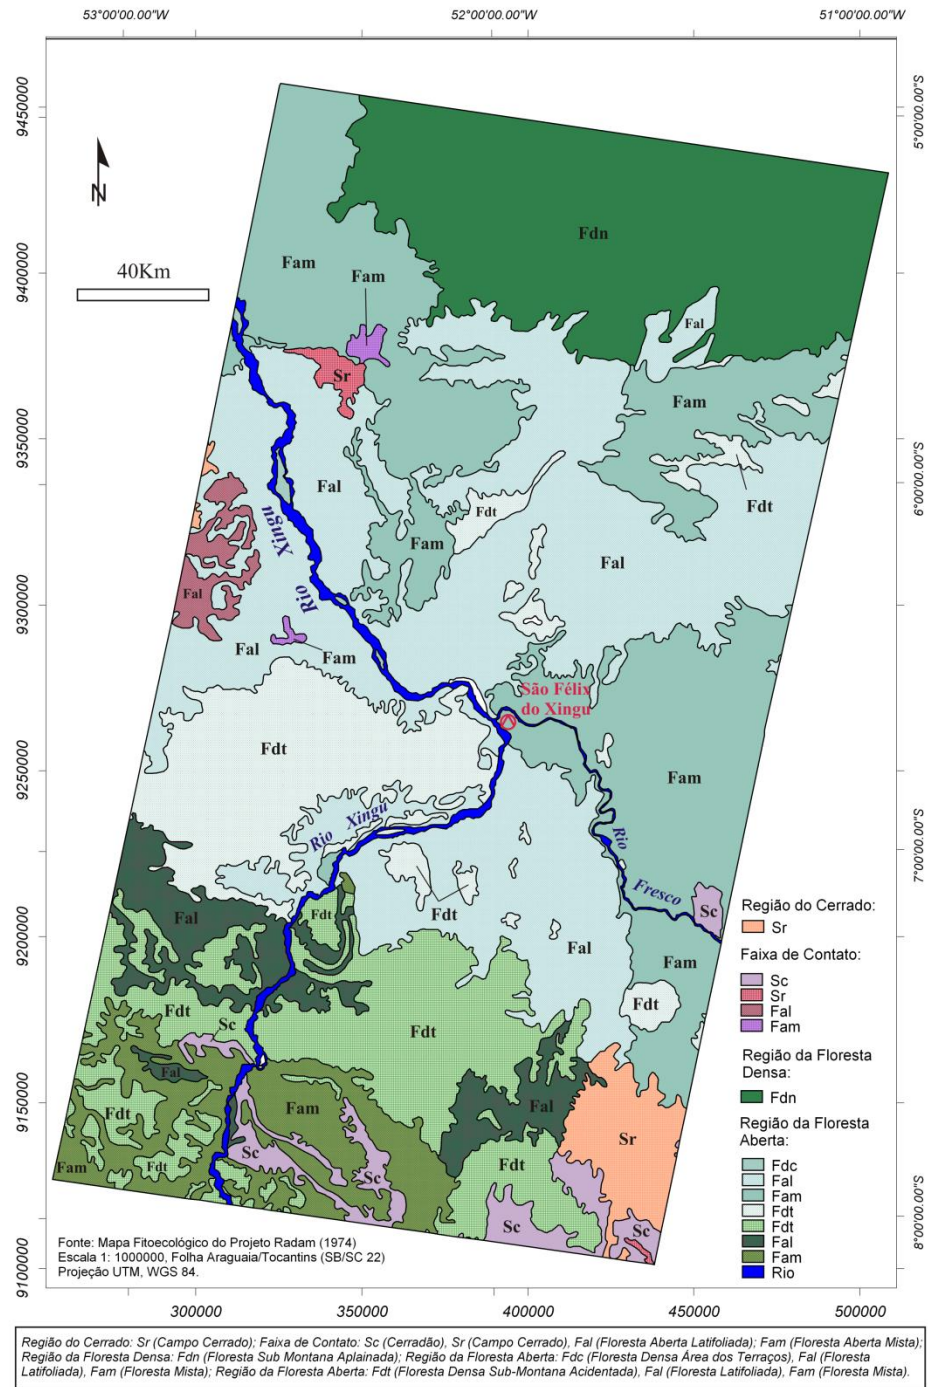 53°00'00.00"W
52°00'00.00"W
51°00'00.00"W
9450000
5°00'00.00"S
N
Fdn
40Km
Fam
Fam
9400000
Fal
Sr
Fam
9350000
Fal
Fdt
6°00'00.00"S
Fdt
Xingu
Fam
Fal
Fal
Rio
9300000
Fal
Fam
São Félix
do Xingu
Fdt
Fam
9250000
Rio Xingu
Rio
7°00'00.00"S
Fresco
Sc
Fal
Fdt
Fdt
9200000
Fal
Fam
Fdt
Fdt
Sc
Fdt
Fal
9150000
Fam
Fal
Fdt
Sr
Sc
Fdt
Fam
Fdt
Sc
Sc
Sc
8°00'00.00"S
9100000
Região do Cerrado:
Sr
Faixa de Contato:
Sc
Sr
Fal
Fam
Região da Floresta
Densa:
Fdn
Região da Floresta
Aberta:
Fdc
Fal
Fam
Fdt
Fdt
Fal
Fam
Rio
Fonte: Mapa Fitoecológico do Projeto Radam (1974)
Escala 1: 1000000, Folha Araguaia/Tocantins (SB/SC 22)
Projeção UTM, WGS 84.
300000
350000
400000
450000
500000
Região do Cerrado: Sr (Campo Cerrado); Faixa de Contato: Sc (Cerradão), Sr (Campo Cerrado), Fal (Floresta Aberta Latifoliada); Fam (Floresta Aberta Mista);
Região da Floresta Densa: Fdn (Floresta Sub Montana Aplainada); Região da Floresta Aberta: Fdc (Floresta Densa Área dos Terraços), Fal (Floresta
Latifoliada), Fam (Floresta Mista); Região da Floresta Aberta: Fdt (Floresta Densa Sub-Montana Acidentada), Fal (Floresta Latifoliada), Fam (Floresta Mista).